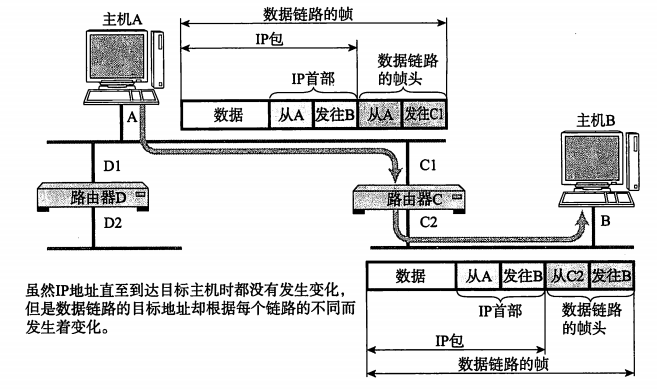 主机A
数据链路的帧
IP包
IP首部
数据链路的帧头
数据 从A 发往B 从A 发往C1
A
主机B
D1
C1
路由器D
路由器C
D2
C2
B
数据 从A 发往B 从C2 发往B
IP首部
数据链路的帧头
IP包
数据链路的帧
虽然IP地址直至到达目标主机时都没有发生变化，
但是数据链路的目标地址却根据每个链路的不同而
发生着变化。